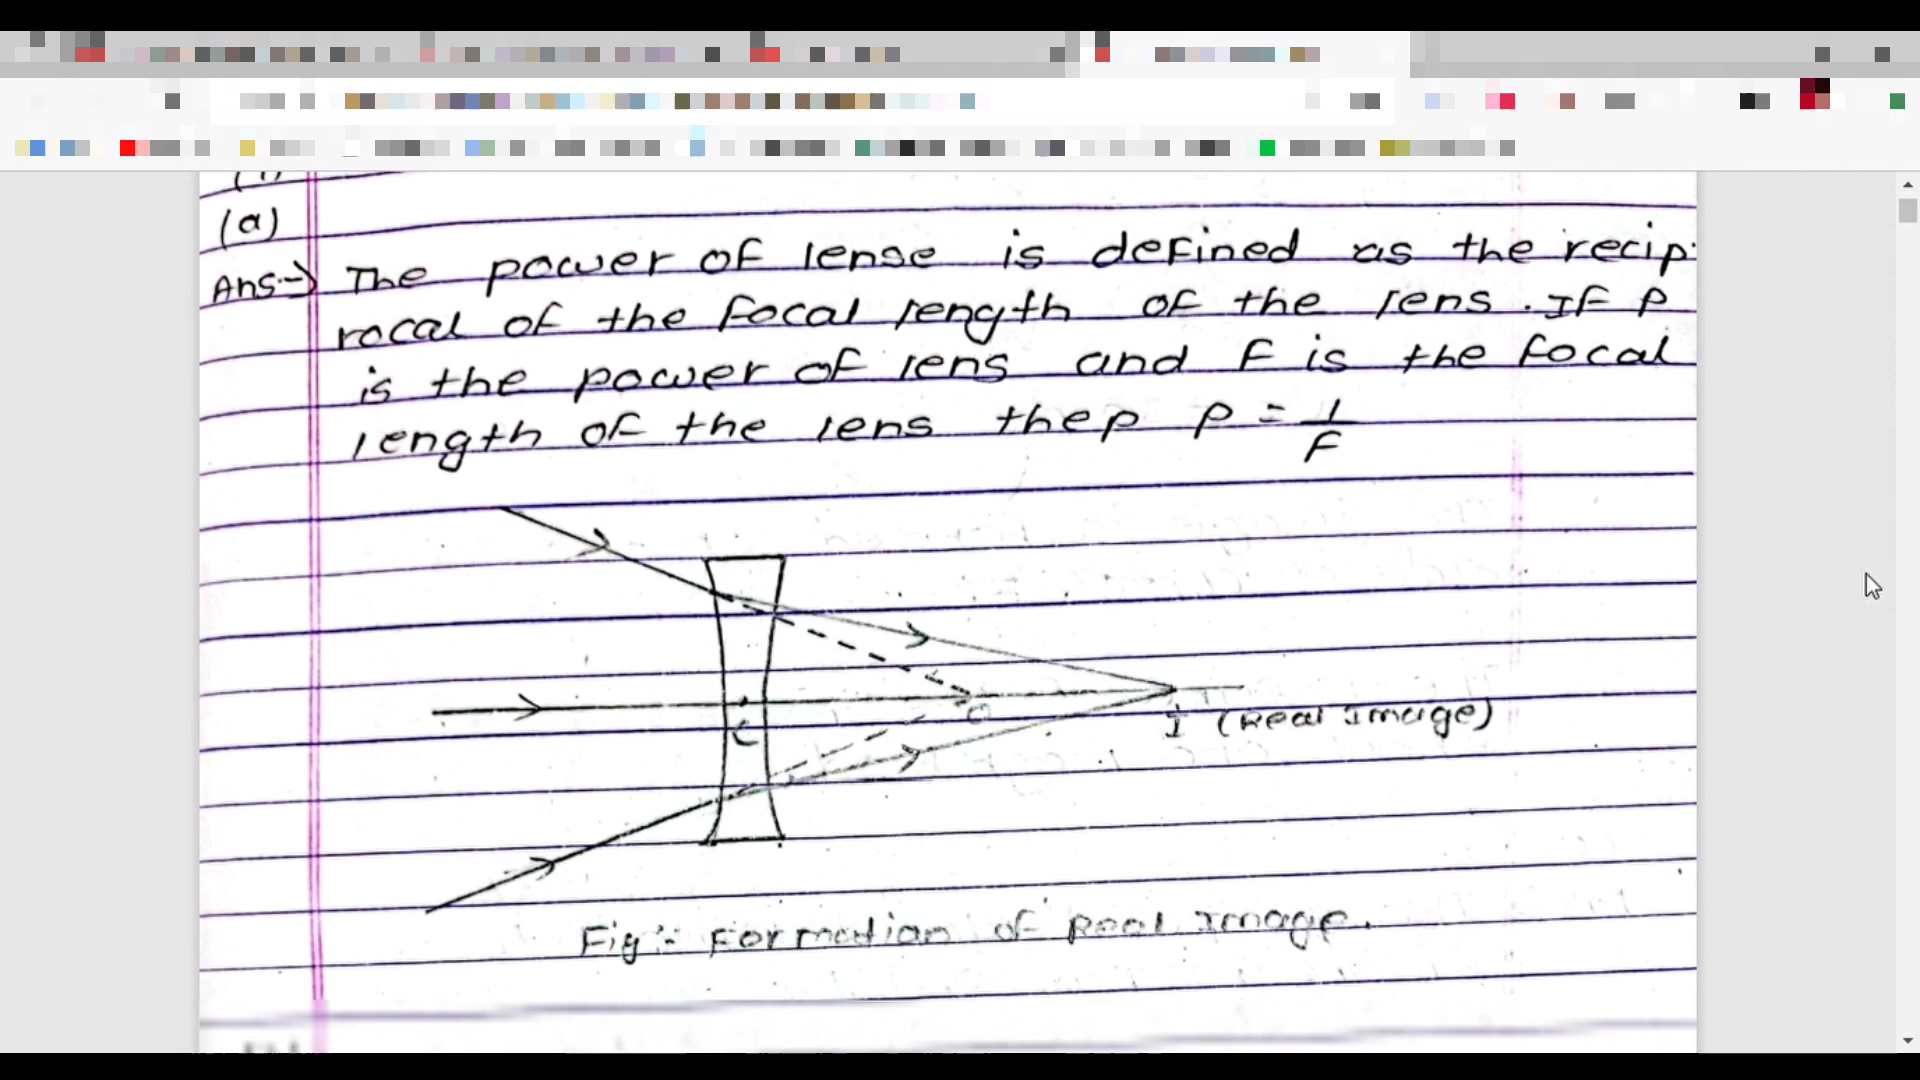 (a)
Ans:-) The power of lense is defined as the recip-
rocal of the focal length of the lens. If P
is the power of lens and F is the focal
length of the lens then P = 1/F
C
O
I (Real Image)
Fig:- Formation of Real Image.